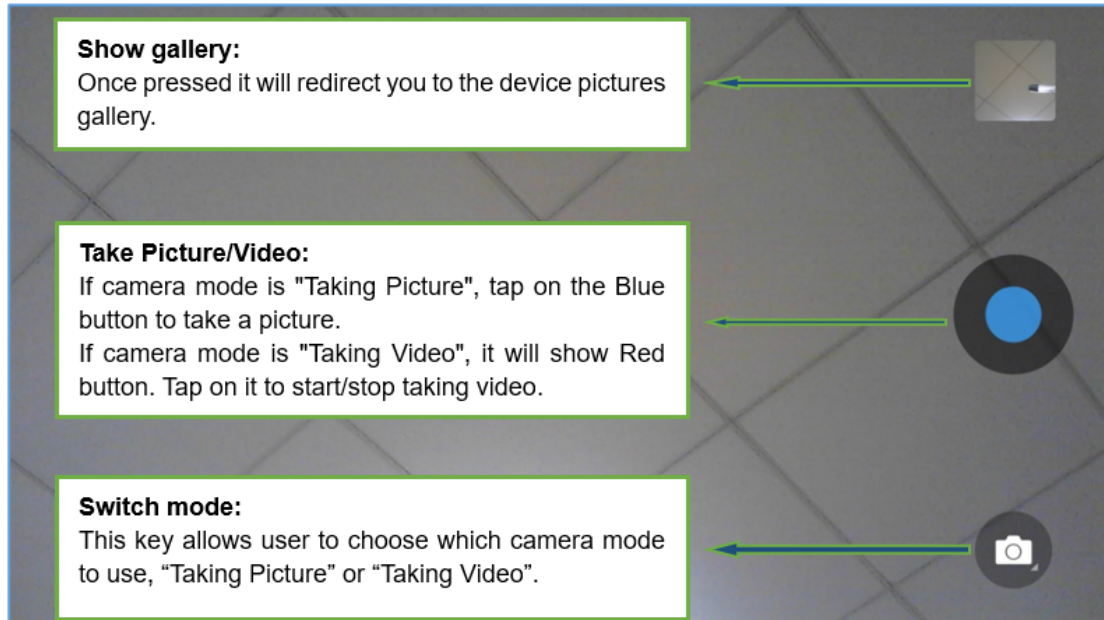 Show gallery:
Once pressed it will redirect you to the device pictures
gallery.
Take Picture/Video:
If camera mode is "Taking Picture", tap on the Blue
button to take a picture.
If camera mode is "Taking Video", it will show Red
button. Tap on it to start/stop taking video.
Switch mode:
This key allows user to choose which camera mode
to use, “Taking Picture” or “Taking Video”.